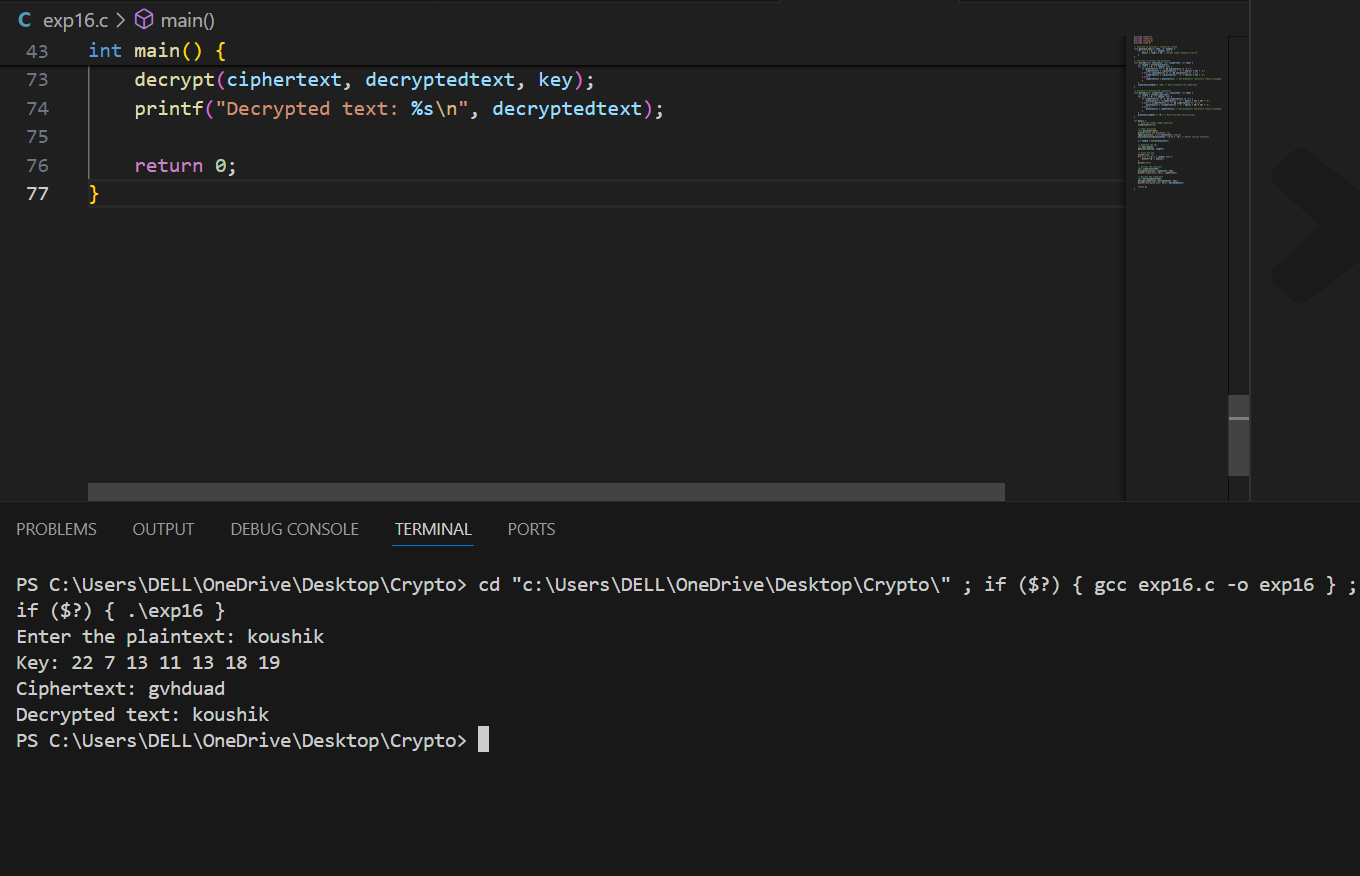 C exp16.c > main()
43 int main() {
73 decrypt(ciphertext, decryptedtext, key);
74 printf("Decrypted text: %s\n", decryptedtext);
75
76 return 0;
77 }
PROBLEMS OUTPUT DEBUG CONSOLE TERMINAL PORTS
PS C:\Users\DELL\OneDrive\Desktop\Crypto> cd "c:\Users\DELL\OneDrive\Desktop\Crypto\" ; if ($?) { gcc exp16.c -o exp16 } ;
if ($?) { .\exp16 }
Enter the plaintext: koushik
Key: 22 7 13 11 13 18 19
Ciphertext: gvhduad
Decrypted text: koushik
PS C:\Users\DELL\OneDrive\Desktop\Crypto>